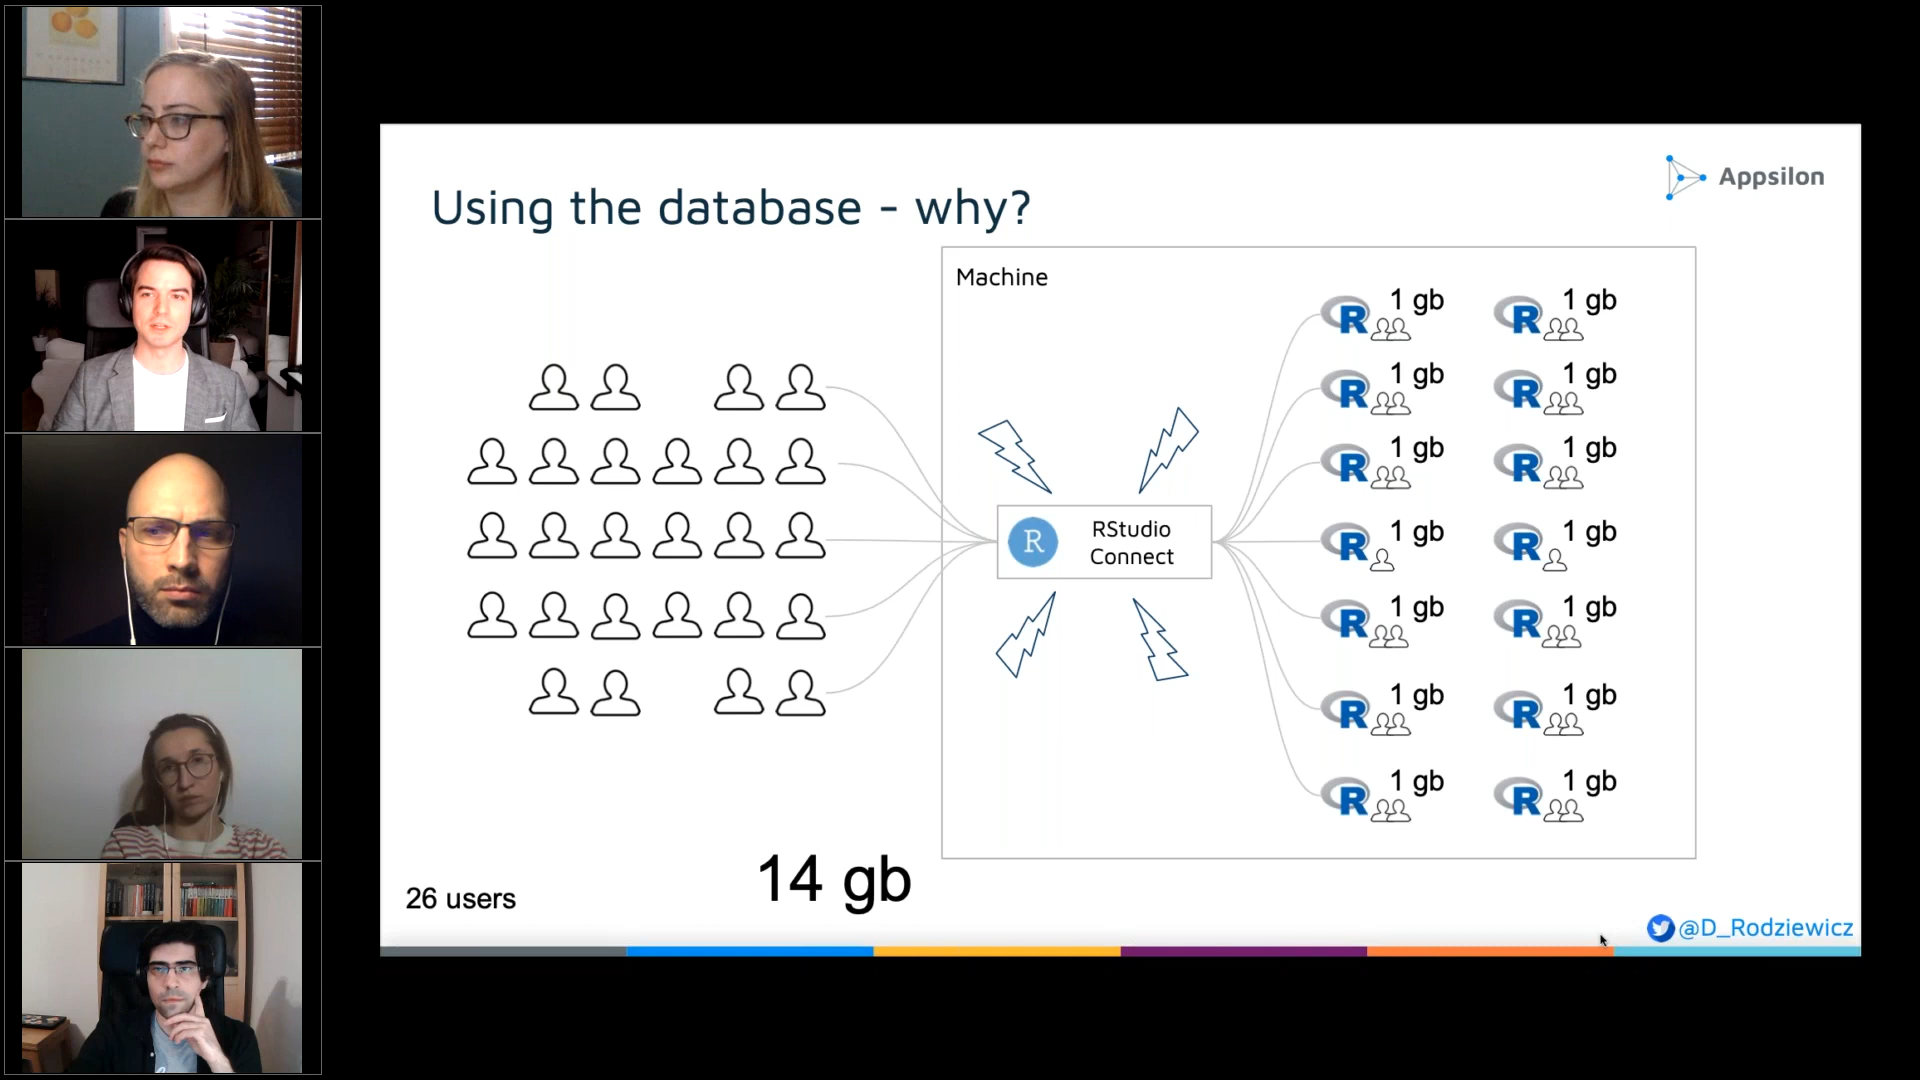 Appsilon
Using the database - why?
Machine
1 gb 1 gb
1 gb 1 gb
1 gb 1 gb
R RStudio
Connect
1 gb 1 gb
1 gb 1 gb
1 gb 1 gb
1 gb 1 gb
14 gb
26 users
@D_Rodziewicz